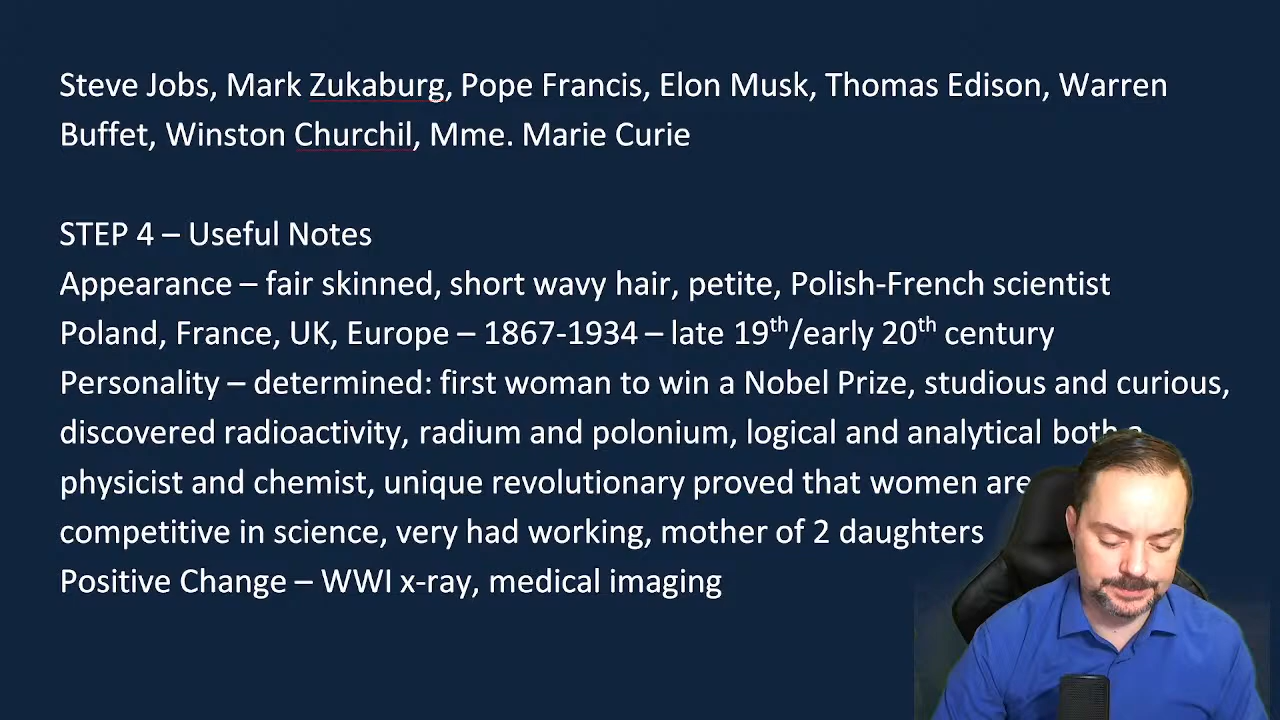 Steve Jobs, Mark Zukaburg, Pope Francis, Elon Musk, Thomas Edison, Warren
Buffet, Winston Churchil, Mme. Marie Curie
STEP 4 – Useful Notes
Appearance – fair skinned, short wavy hair, petite, Polish-French scientist
Poland, France, UK, Europe – 1867-1934 – late 19th/early 20th century
Personality – determined: first woman to win a Nobel Prize, studious and curious,
discovered radioactivity, radium and polonium, logical and analytical both a
physicist and chemist, unique revolutionary proved that women are
competitive in science, very had working, mother of 2 daughters
Positive Change – WWI x-ray, medical imaging